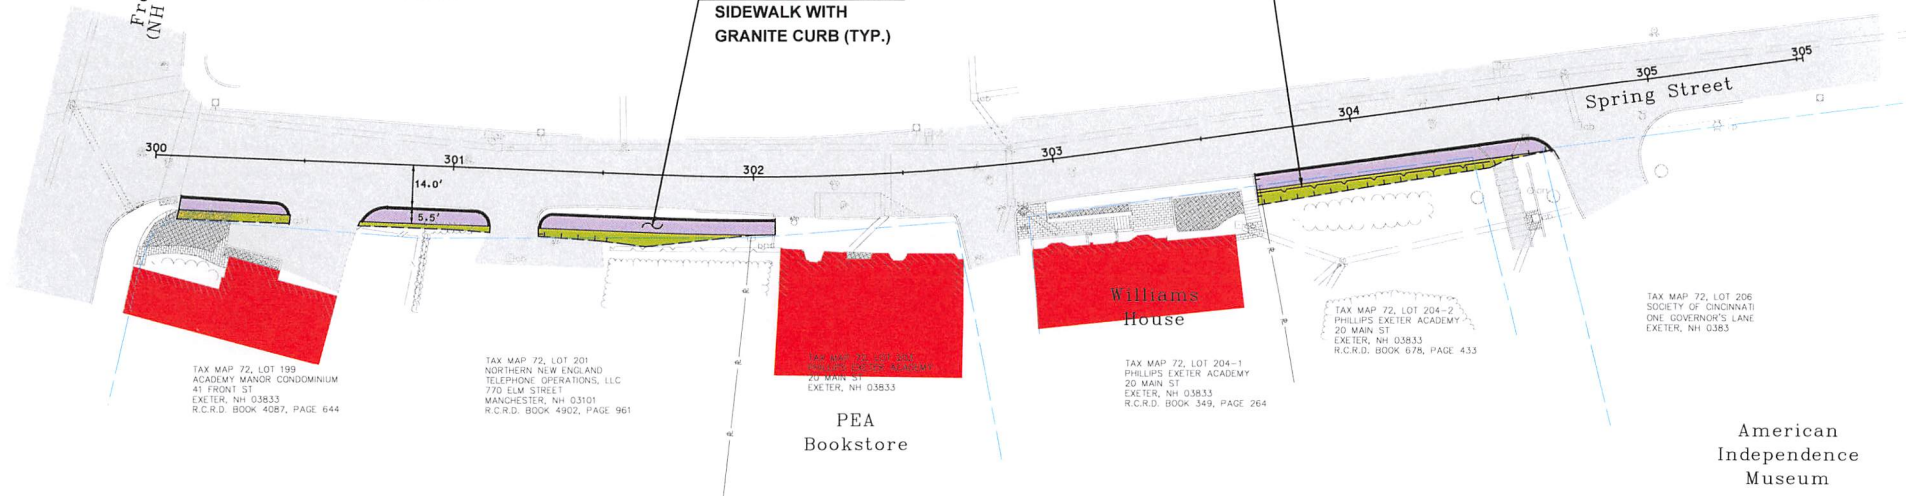 Fr
(NH
SIDEWALK WITH
GRANITE CURB (TYP.)
300
301
302
303
304
305
305
Spring Street
14.0'
5.5'
Williams
House
TAX MAP 72, LOT 199
ACADEMY MANOR CONDOMINIUM
41 FRONT ST
EXETER, NH 03833
R.C.R.D. BOOK 4087, PAGE 644
TAX MAP 72, LOT 201
NORTHERN NEW ENGLAND
TELEPHONE OPERATIONS, LLC
770 ELM STREET
MANCHESTER, NH 03101
R.C.R.D. BOOK 4902, PAGE 961
20 MAIN ST
EXETER, NH 03833
PEA
Bookstore
TAX MAP 72, LOT 204-1
PHILLIPS EXETER ACADEMY
20 MAIN ST
EXETER, NH 03833
R.C.R.D. BOOK 349, PAGE 264
TAX MAP 72, LOT 204-2
PHILLIPS EXETER ACADEMY
20 MAIN ST
EXETER, NH 03833
R.C.R.D. BOOK 678, PAGE 433
TAX MAP 72, LOT 206
SOCIETY OF CINCINNATI
ONE GOVERNOR'S LANE
EXETER, NH 0383
American
Independence
Museum